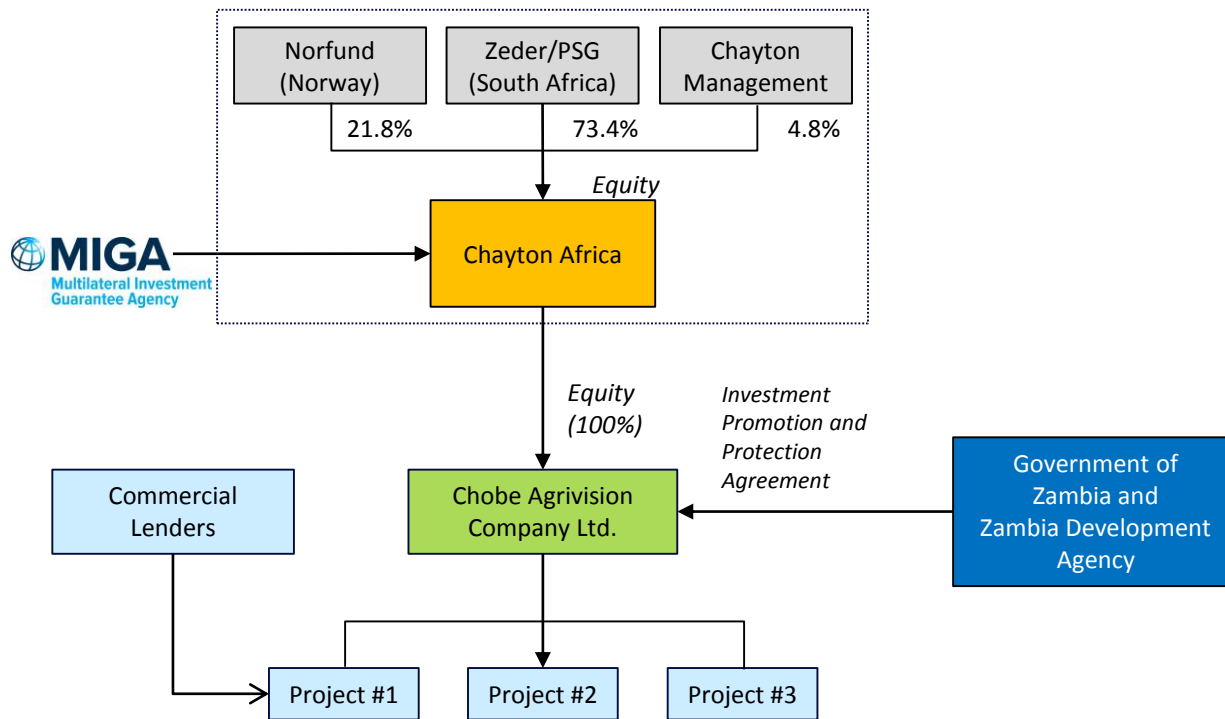 Norfund
(Norway)
Zeder/PSG
(South Africa)
Chayton
Management
21.8%
73.4%
4.8%
Equity
Chayton Africa
MIGA
Multilateral Investment
Guarantee Agency
Equity
(100%)
Investment
Promotion and
Protection
Agreement
Commercial
Lenders
Chobe Agrivision
Company Ltd.
Government of
Zambia and
Zambia Development
Agency
Project #1
Project #2
Project #3